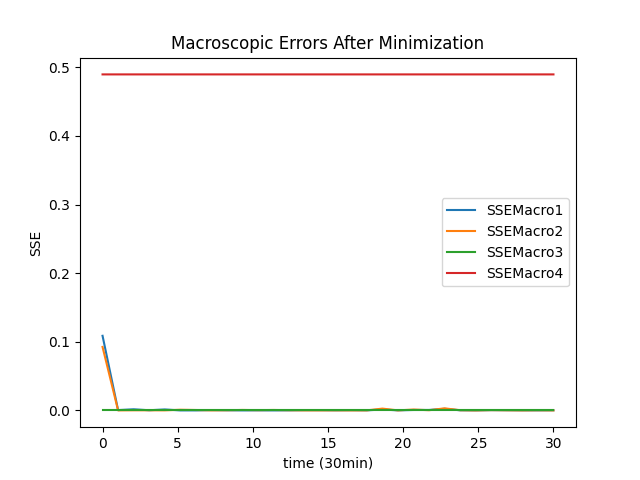 Macroscopic Errors After Minimization
0.5
0.4
0.3
0.2
0.1
0.0
SSE
SSEMacro1
SSEMacro2
SSEMacro3
SSEMacro4
0 5 10 15 20 25 30
time (30min)